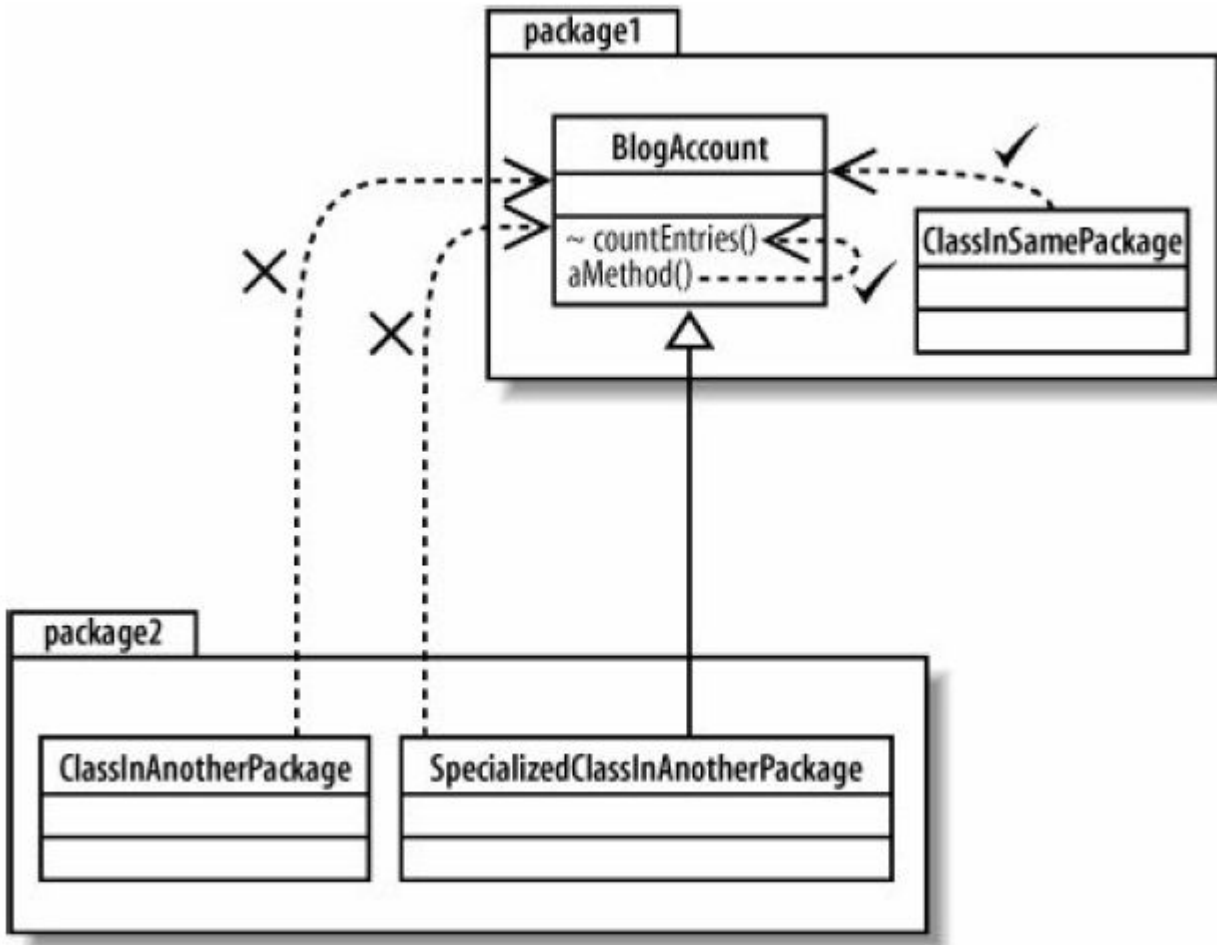 package1
BlogAccount
~ countEntries()
aMethod()
ClassInSamePackage
package2
ClassInAnotherPackage
SpecializedClassInAnotherPackage